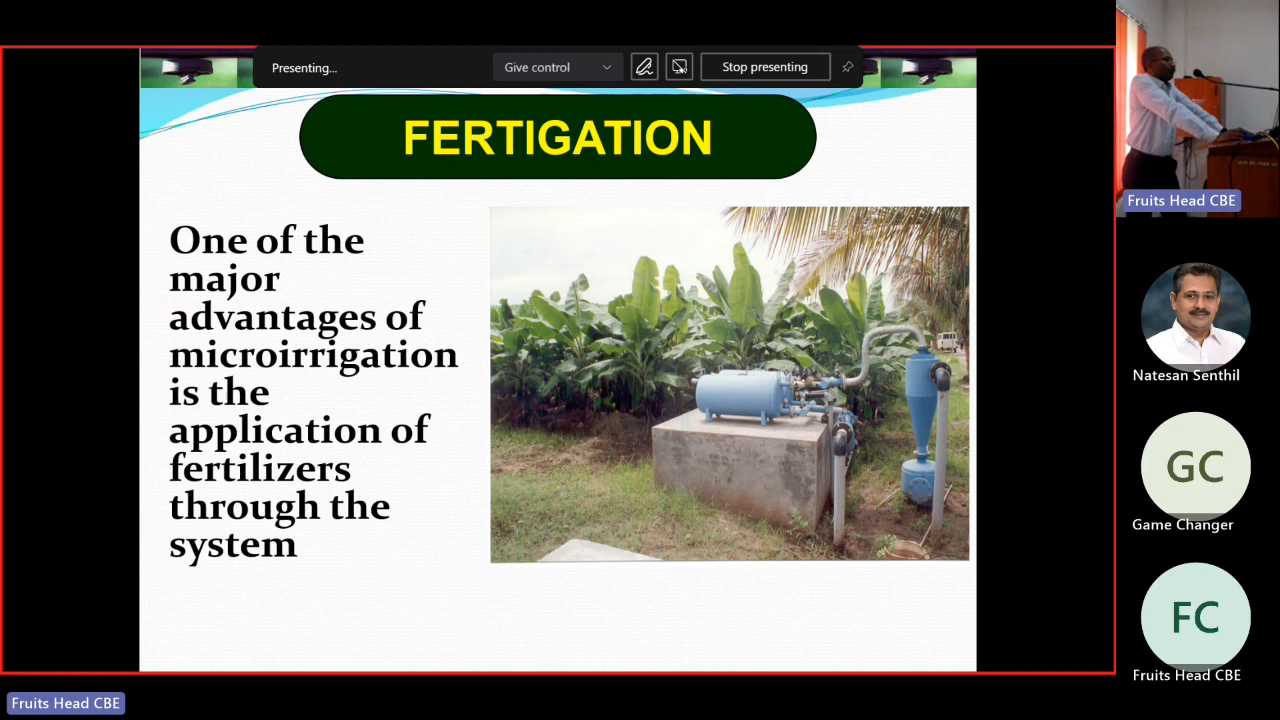 Presenting...
Give control
Stop presenting
FERTIGATION
One of the
major
advantages of
microirrigation
is the
application of
fertilizers
through the
system
Fruits Head CBE
Natesan Senthil
GC
Game Changer
FC
Fruits Head CBE
Fruits Head CBE